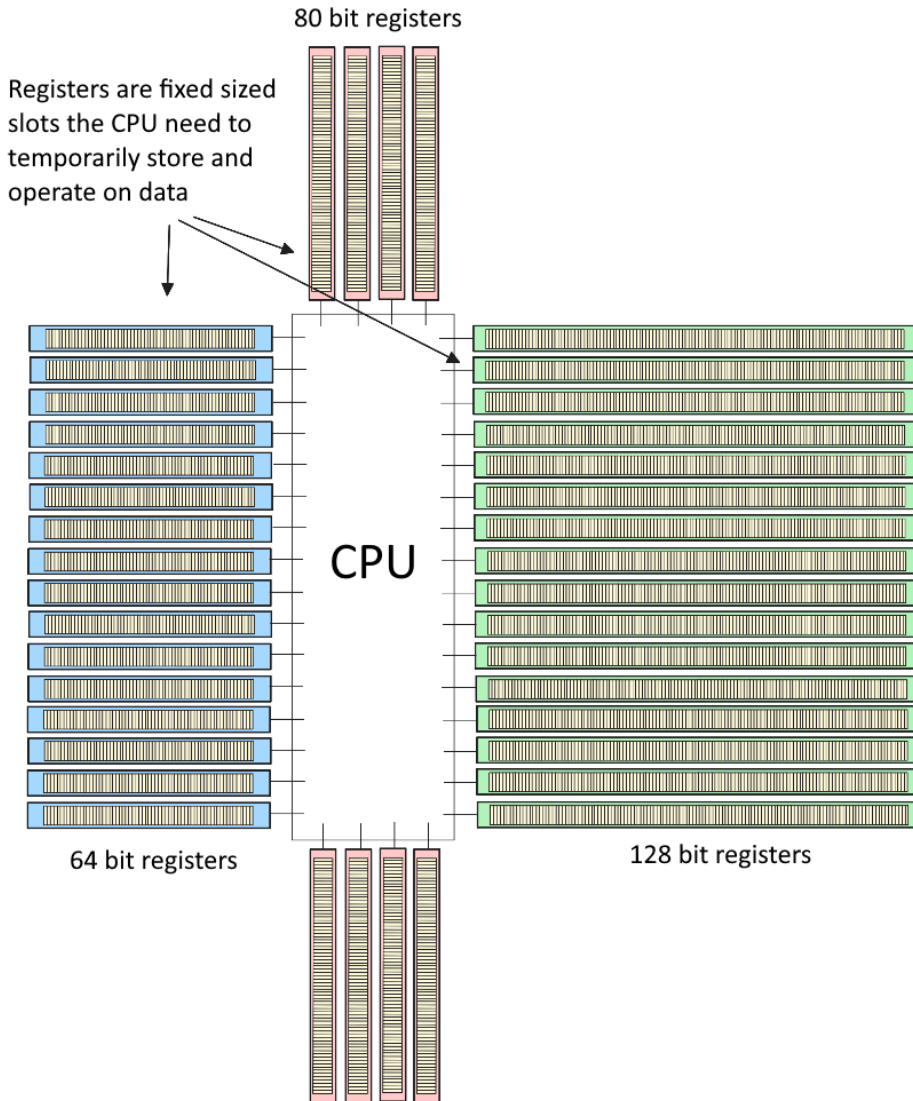 80 bit registers
Registers are fixed sized
slots the CPU need to
temporarily store and
operate on data
CPU
64 bit registers
128 bit registers